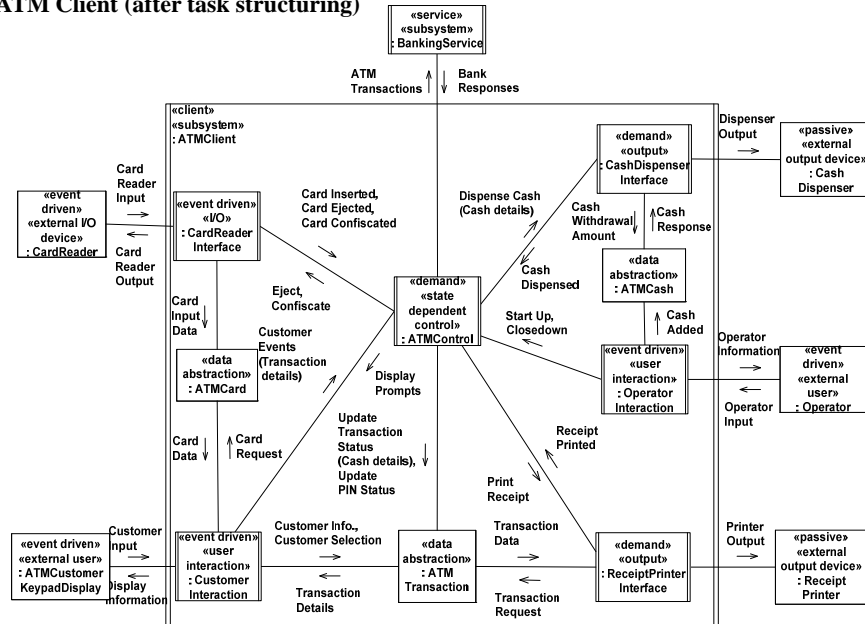 ATM Client (after task structuring)
«service»
«subsystem»
: BankingService
ATM
Transactions
Bank
Responses
«client»
«subsystem»
: ATMClient
Dispenser
Output
«demand»
«output»
: CashDispenser
Interface
«passive»
«external
output device»
: Cash
Dispenser
Card
Reader
Input
«event
driven»
«external I/O
device»
: CardReader
Card
Reader
Output
«event driven»
«I/O»
: CardReader
Interface
Card Inserted,
Card Ejected,
Card Confiscated
Eject,
Confiscate
Dispense Cash
(Cash details)
Cash
Dispensed
Cash
Withdrawal
Amount
Cash
Response
«data
abstraction»
: ATMCash
Cash
Added
«demand»
«state
dependent
control»
: ATMControl
Start Up,
Closedown
Card
Input
Data
Customer
Events
(Transaction
details)
«data
abstraction»
: ATMCard
Display
Prompts
«event driven»
«user
interaction»
: Operator
Interaction
Operator
Information
Operator
Input
«event
driven»
«external
user»
: Operator
Card
Data
Card
Request
Update
Transaction
Status
(Cash details),
Update
PIN Status
Receipt
Printed
Print
Receipt
Customer
Input
«event driven»
«external user»
: ATMCustomer
KeypadDisplay
Display
Information
«event driven»
«user
interaction»
: Customer
Interaction
Customer Info.,
Customer Selection
Transaction
Details
«data
abstraction»
: ATM
Transaction
Transaction
Data
Transaction
Request
«demand»
«output»
: ReceiptPrinter
Interface
Printer
Output
«passive»
«external
output device»
: Receipt
Printer